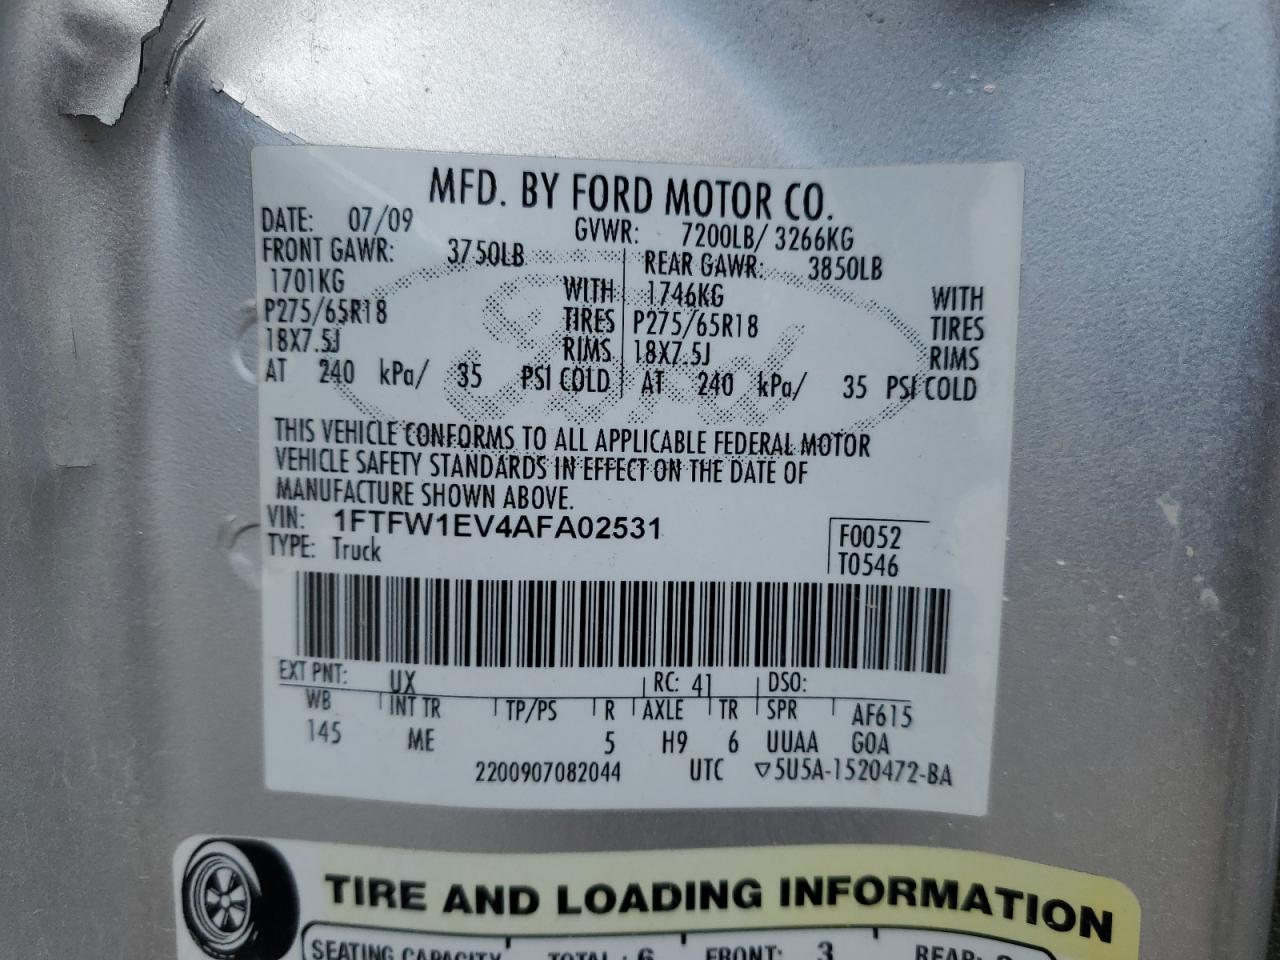 MFD. BY FORD MOTOR CO.
DATE: 07/09 GVWR: 7200LB/ 3266KG
FRONT GAWR: 3750LB REAR GAWR: 3850LB
1701KG WITH 1746KG WITH
P275/65R18 TIRES P275/65R18 TIRES
18X7.5J RIMS 18X7.5J RIMS
AT 240 kPa/ 35 PSI COLD AT 240 kPa/ 35 PSI COLD
Ford
THIS VEHICLE CONFORMS TO ALL APPLICABLE FEDERAL MOTOR
VEHICLE SAFETY STANDARDS IN EFFECT ON THE DATE OF
MANUFACTURE SHOWN ABOVE.
VIN: 1FTFW1EV4AFA02531 F0052
TYPE: Truck T0546
EXT PNT: UX RC: 41 DSO:
WB INT TR TP/PS R AXLE TR SPR AF615
145 ME 5 H9 6 UUAA GOA
2200907082044 UTC ▽5U5A-1520472-BA
TIRE AND LOADING INFORMATION
SEATING CAPACITY TOTAL : 6 FRONT: 3 REAR: